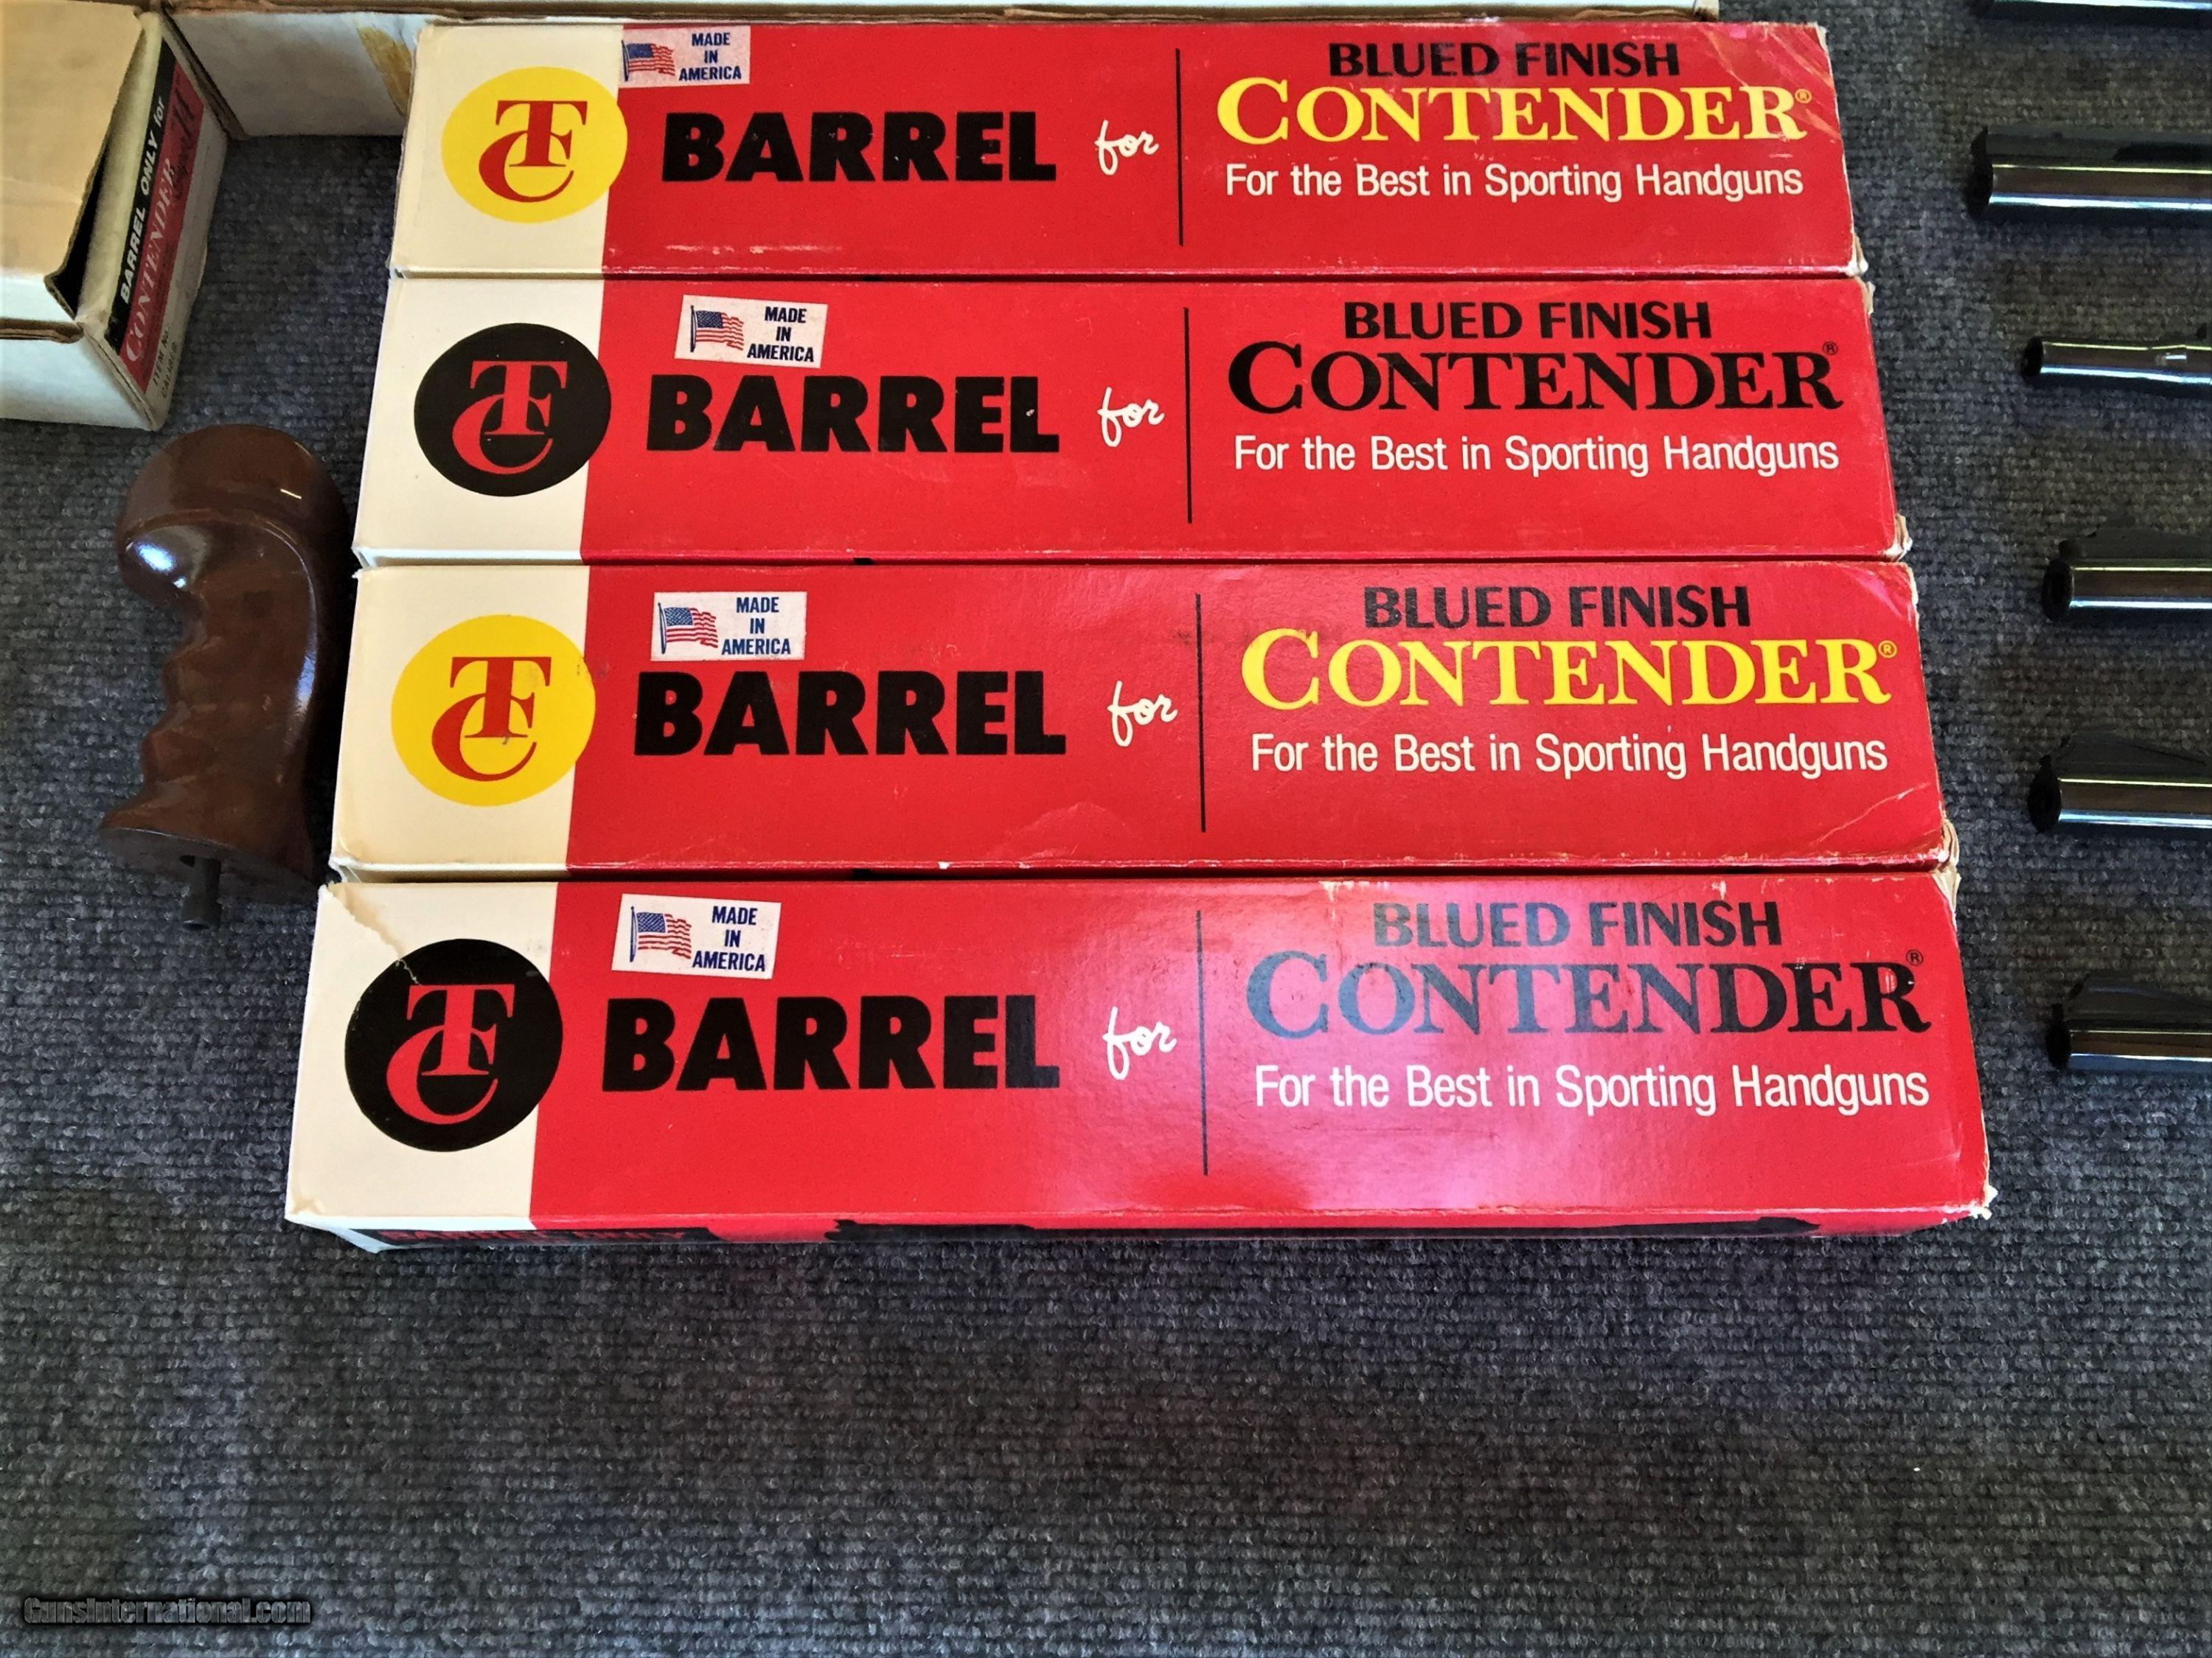 BARREL ONLY for
CONTENDER
MADE
IN
AMERICA
TC
BARREL for
BLUED FINISH
CONTENDER®
For the Best in Sporting Handguns
MADE
IN
AMERICA
TC
BARREL for
BLUED FINISH
CONTENDER®
For the Best in Sporting Handguns
MADE
IN
AMERICA
TC
BARREL for
BLUED FINISH
CONTENDER®
For the Best in Sporting Handguns
MADE
IN
AMERICA
TC
BARREL for
BLUED FINISH
CONTENDER®
For the Best in Sporting Handguns
BARREL ONLY
GunsInternational.com